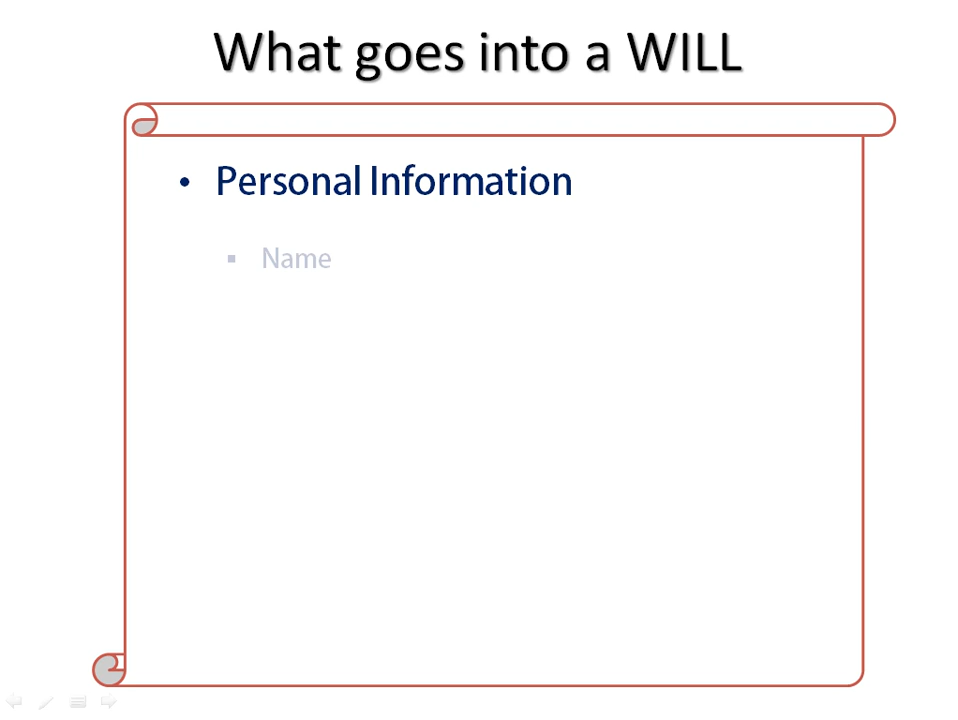 What goes into a WILL
• Personal Information
▪ Name